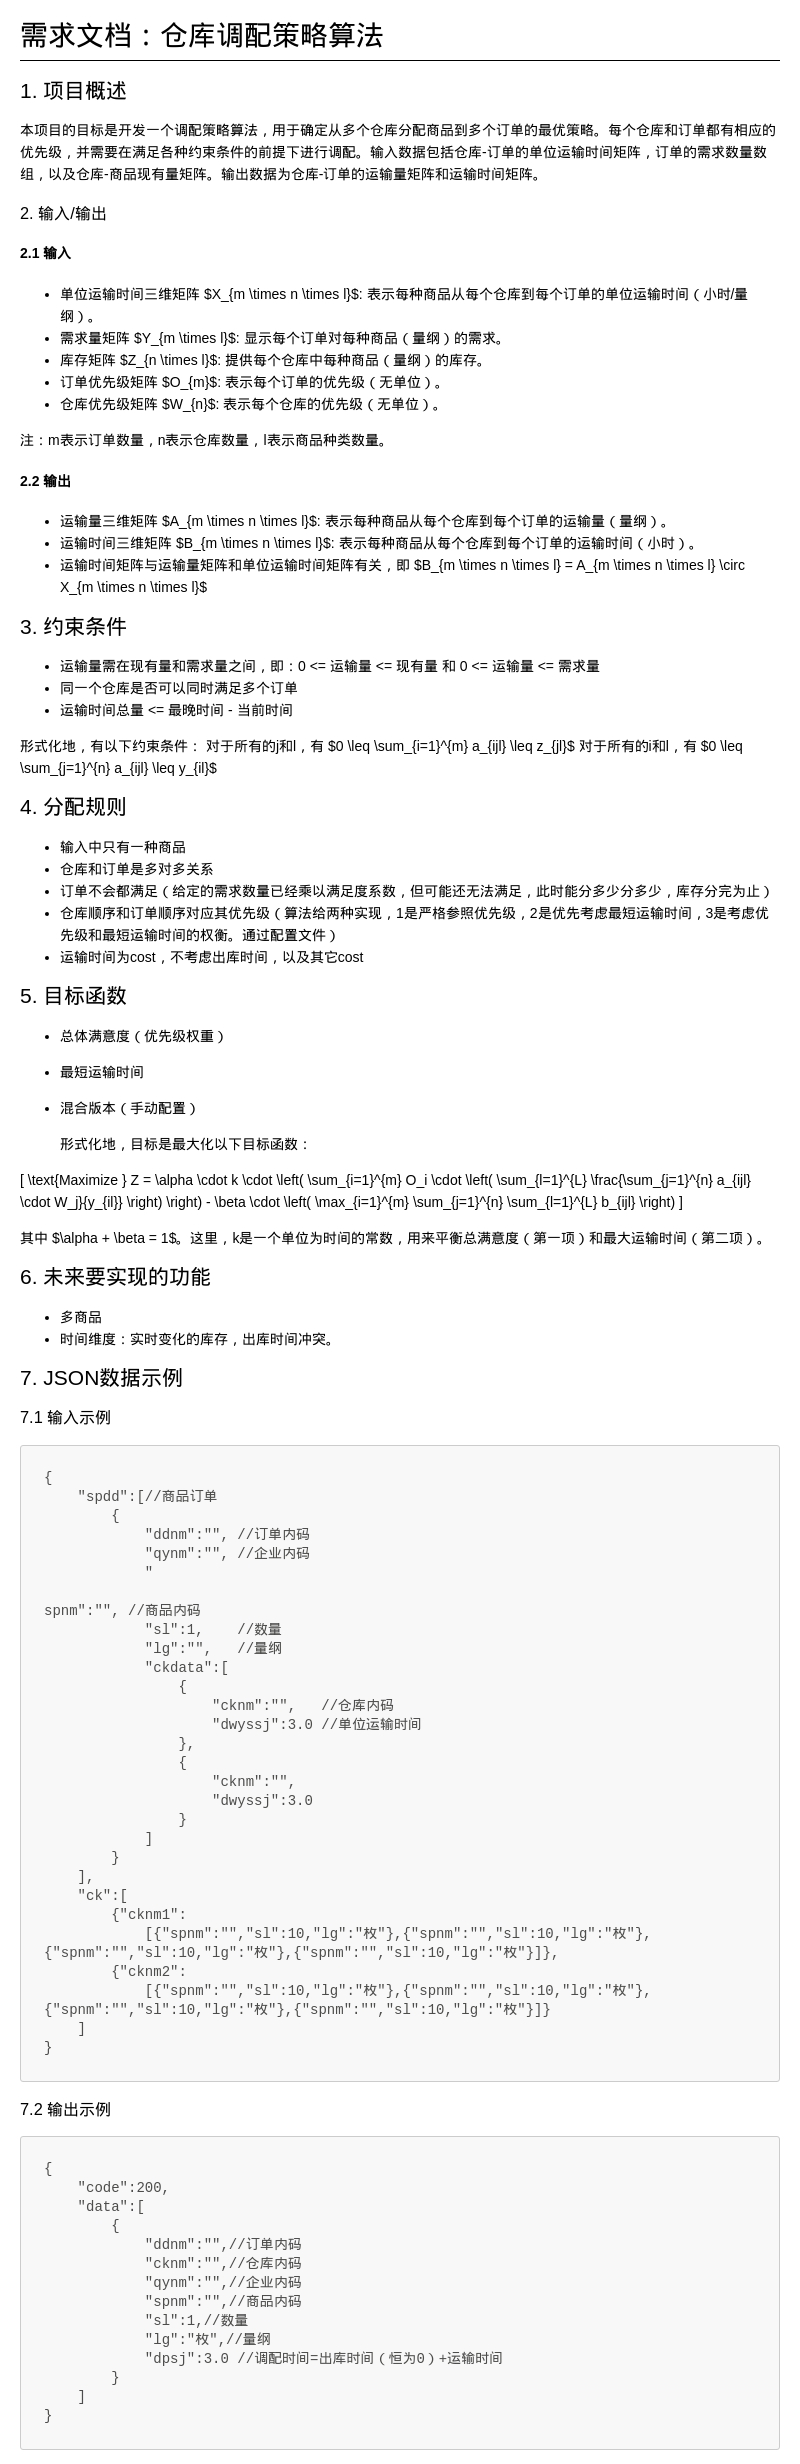 需求文档：仓库调配策略算法
1. 项目概述
本项目的目标是开发一个调配策略算法，用于确定从多个仓库分配商品到多个订单的最优策略。每个仓库和订单都有相应的
优先级，并需要在满足各种约束条件的前提下进行调配。输入数据包括仓库-订单的单位运输时间矩阵，订单的需求数量数
组，以及仓库-商品现有量矩阵。输出数据为仓库-订单的运输量矩阵和运输时间矩阵。
2. 输入/输出
2.1 输入
• 单位运输时间三维矩阵 $X_{m \times n \times l}$: 表示每种商品从每个仓库到每个订单的单位运输时间（小时/量
纲）。
• 需求量矩阵 $Y_{m \times l}$: 显示每个订单对每种商品（量纲）的需求。
• 库存矩阵 $Z_{n \times l}$: 提供每个仓库中每种商品（量纲）的库存。
• 订单优先级矩阵 $O_{m}$: 表示每个订单的优先级（无单位）。
• 仓库优先级矩阵 $W_{n}$: 表示每个仓库的优先级（无单位）。
注：m表示订单数量，n表示仓库数量，l表示商品种类数量。
2.2 输出
• 运输量三维矩阵 $A_{m \times n \times l}$: 表示每种商品从每个仓库到每个订单的运输量（量纲）。
• 运输时间三维矩阵 $B_{m \times n \times l}$: 表示每种商品从每个仓库到每个订单的运输时间（小时）。
• 运输时间矩阵与运输量矩阵和单位运输时间矩阵有关，即 $B_{m \times n \times l} = A_{m \times n \times l} \circ
X_{m \times n \times l}$
3. 约束条件
• 运输量需在现有量和需求量之间，即：0 <= 运输量 <= 现有量 和 0 <= 运输量 <= 需求量
• 同一个仓库是否可以同时满足多个订单
• 运输时间总量 <= 最晚时间 - 当前时间
形式化地，有以下约束条件： 对于所有的j和l，有 $0 \leq \sum_{i=1}^{m} a_{ijl} \leq z_{jl}$ 对于所有的i和l，有 $0 \leq
\sum_{j=1}^{n} a_{ijl} \leq y_{il}$
4. 分配规则
• 输入中只有一种商品
• 仓库和订单是多对多关系
• 订单不会都满足（给定的需求数量已经乘以满足度系数，但可能还无法满足，此时能分多少分多少，库存分完为止）
• 仓库顺序和订单顺序对应其优先级（算法给两种实现，1是严格参照优先级，2是优先考虑最短运输时间，3是考虑优
先级和最短运输时间的权衡。通过配置文件）
• 运输时间为cost，不考虑出库时间，以及其它cost
5. 目标函数
• 总体满意度（优先级权重）
• 最短运输时间
• 混合版本（手动配置）
形式化地，目标是最大化以下目标函数：
[ \text{Maximize } Z = \alpha \cdot k \cdot \left( \sum_{i=1}^{m} O_i \cdot \left( \sum_{l=1}^{L} \frac{\sum_{j=1}^{n} a_{ijl}
\cdot W_j}{y_{il}} \right) \right) - \beta \cdot \left( \max_{i=1}^{m} \sum_{j=1}^{n} \sum_{l=1}^{L} b_{ijl} \right) ]
其中 $\alpha + \beta = 1$。这里，k是一个单位为时间的常数，用来平衡总满意度（第一项）和最大运输时间（第二项）。
6. 未来要实现的功能
• 多商品
• 时间维度：实时变化的库存，出库时间冲突。
7. JSON数据示例
7.1 输入示例
{
    "spdd":[//商品订单
        {
            "ddnm":"", //订单内码
            "qynm":"", //企业内码
            "
spnm":"", //商品内码
            "sl":1,    //数量
            "lg":"",   //量纲
            "ckdata":[
                {
                    "cknm":"",   //仓库内码
                    "dwyssj":3.0 //单位运输时间
                },
                {
                    "cknm":"",
                    "dwyssj":3.0
                }
            ]
        }
    ],
    "ck":[
        {"cknm1":
            [{"spnm":"","sl":10,"lg":"枚"},{"spnm":"","sl":10,"lg":"枚"},
{"spnm":"","sl":10,"lg":"枚"},{"spnm":"","sl":10,"lg":"枚"}]},
        {"cknm2":
            [{"spnm":"","sl":10,"lg":"枚"},{"spnm":"","sl":10,"lg":"枚"},
{"spnm":"","sl":10,"lg":"枚"},{"spnm":"","sl":10,"lg":"枚"}]}
    ]
}
7.2 输出示例
{
    "code":200,
    "data":[
        {
            "ddnm":"",//订单内码
            "cknm":"",//仓库内码
            "qynm":"",//企业内码
            "spnm":"",//商品内码
            "sl":1,//数量
            "lg":"枚",//量纲
            "dpsj":3.0 //调配时间=出库时间（恒为0）+运输时间
        }
    ]
}